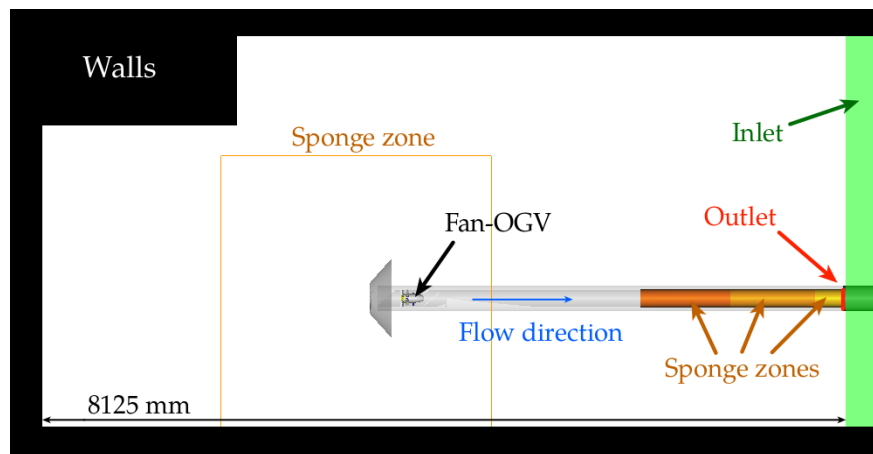 Walls
Sponge zone
Inlet
Fan-OGV
Outlet
Flow direction
Sponge zones
8125 mm